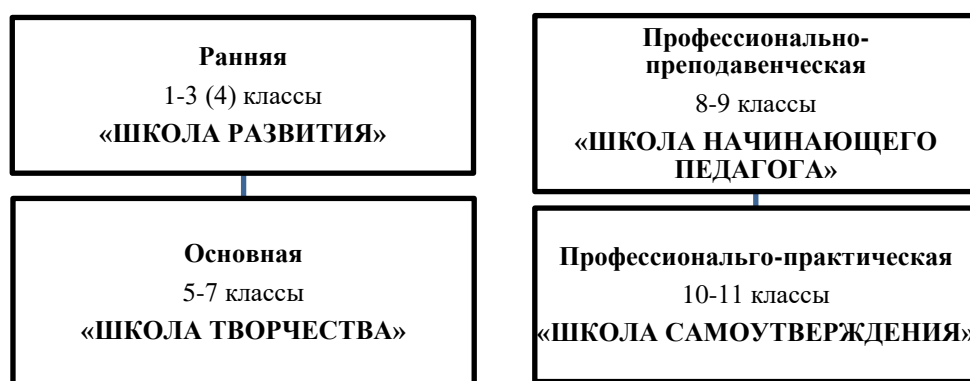 Ранняя
1-3 (4) классы
«ШКОЛА РАЗВИТИЯ»
Основная
5-7 классы
«ШКОЛА ТВОРЧЕСТВА»
Профессионально-
преподавенческая
8-9 классы
«ШКОЛА НАЧИНАЮЩЕГО
ПЕДАГОГА»
Профессиональго-практическая
10-11 классы
«ШКОЛА САМОУТВЕРЖДЕНИЯ»